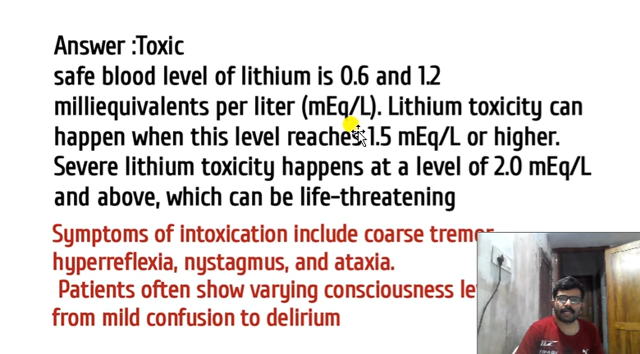 Answer :Toxic
safe blood level of lithium is 0.6 and 1.2
milliequivalents per liter (mEq/L). Lithium toxicity can
happen when this level reaches 1.5 mEq/L or higher.
Severe lithium toxicity happens at a level of 2.0 mEq/L
and above, which can be life-threatening
Symptoms of intoxication include coarse tremor
hyperreflexia, nystagmus, and ataxia.
Patients often show varying consciousness le
from mild confusion to delirium